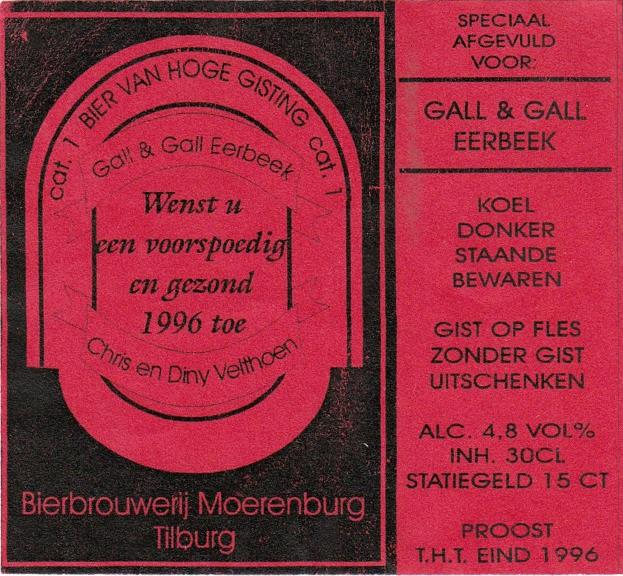 cat. 1 BIER VAN HOGE GISTING cat. 1
Gall & Gall Eerbeek
Wenst u
een voorspoedig
en gezond
1996 toe
Chris en Diny Velthoen
Bierbrouwerij Moerenburg
Tilburg
SPECIAAL
AFGEVULD
VOOR:
GALL & GALL
EERBEEK
KOEL
DONKER
STAANDE
BEWAREN
GIST OP FLES
ZONDER GIST
UITSCHENKEN
ALC. 4,8 VOL%
INH. 30CL
STATIEGELD 15 CT
PROOST
T.H.T. EIND 1996